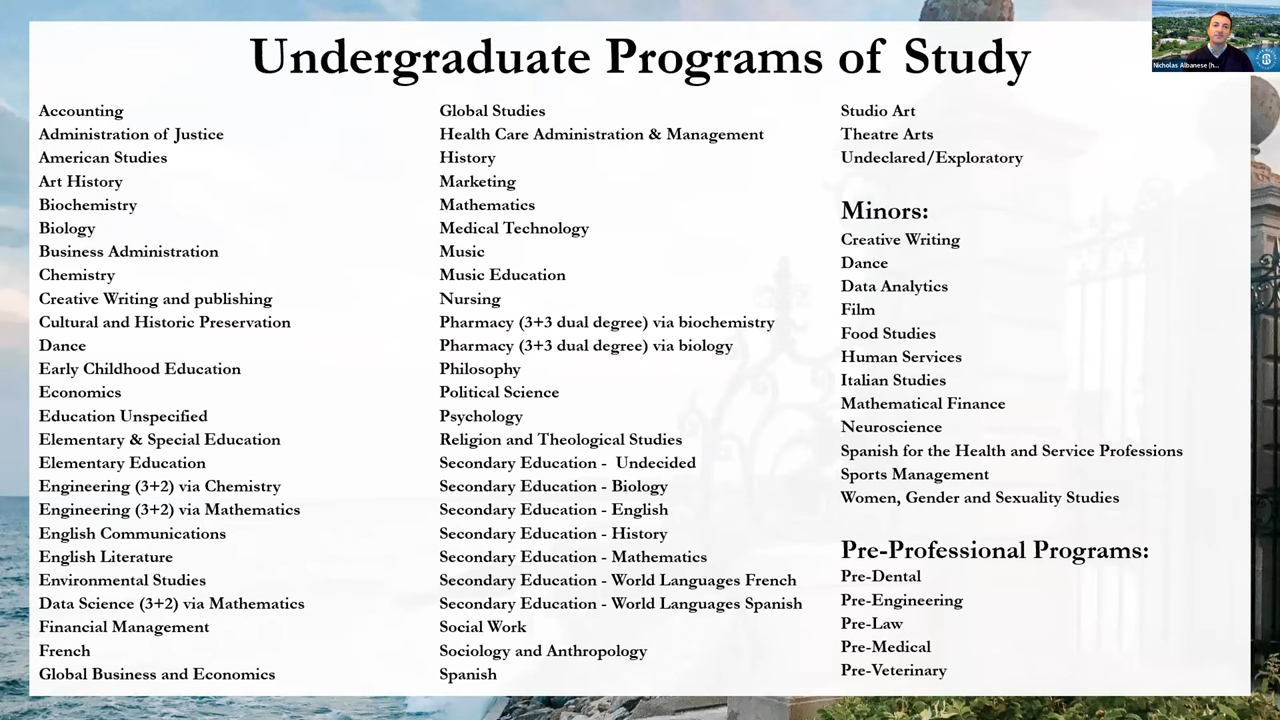 Undergraduate Programs of Study
Nicholas Albanese (h...
Accounting
Administration of Justice
American Studies
Art History
Biochemistry
Biology
Business Administration
Chemistry
Creative Writing and publishing
Cultural and Historic Preservation
Dance
Early Childhood Education
Economics
Education Unspecified
Elementary & Special Education
Elementary Education
Engineering (3+2) via Chemistry
Engineering (3+2) via Mathematics
English Communications
English Literature
Environmental Studies
Data Science (3+2) via Mathematics
Financial Management
French
Global Business and Economics
Global Studies
Health Care Administration & Management
History
Marketing
Mathematics
Medical Technology
Music
Music Education
Nursing
Pharmacy (3+3 dual degree) via biochemistry
Pharmacy (3+3 dual degree) via biology
Philosophy
Political Science
Psychology
Religion and Theological Studies
Secondary Education - Undecided
Secondary Education - Biology
Secondary Education - English
Secondary Education - History
Secondary Education - Mathematics
Secondary Education - World Languages French
Secondary Education - World Languages Spanish
Social Work
Sociology and Anthropology
Spanish
Studio Art
Theatre Arts
Undeclared/Exploratory
Minors:
Creative Writing
Dance
Data Analytics
Film
Food Studies
Human Services
Italian Studies
Mathematical Finance
Neuroscience
Spanish for the Health and Service Professions
Sports Management
Women, Gender and Sexuality Studies
Pre-Professional Programs:
Pre-Dental
Pre-Engineering
Pre-Law
Pre-Medical
Pre-Veterinary